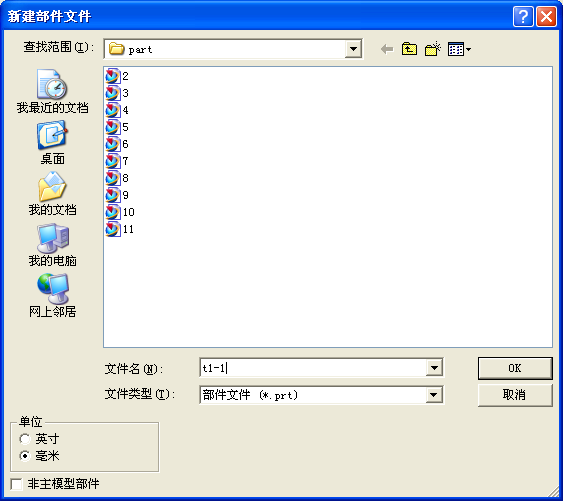 新建部件文件
查找范围(I):
part
我最近的文档
桌面
我的文档
我的电脑
网上邻居
2
3
4
5
6
7
8
9
10
11
文件名(N):
t1-1
OK
文件类型(T):
部件文件 (*.prt)
取消
单位
英寸
毫米
非主模型部件